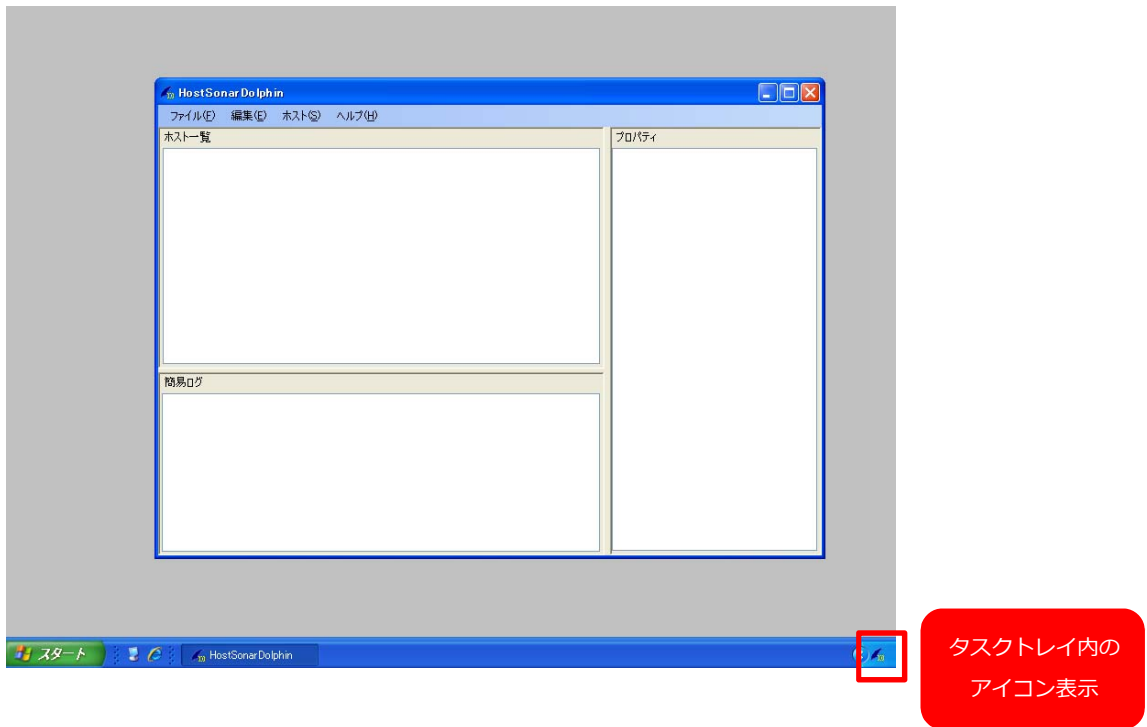 HostSonarDolphin
ファイル(F) 編集(E) ホスト(S) ヘルプ(H)
ホスト一覧
プロパティ
簡易ログ
スタート
HostSonarDolphin
タスクトレイ内の
アイコン表示